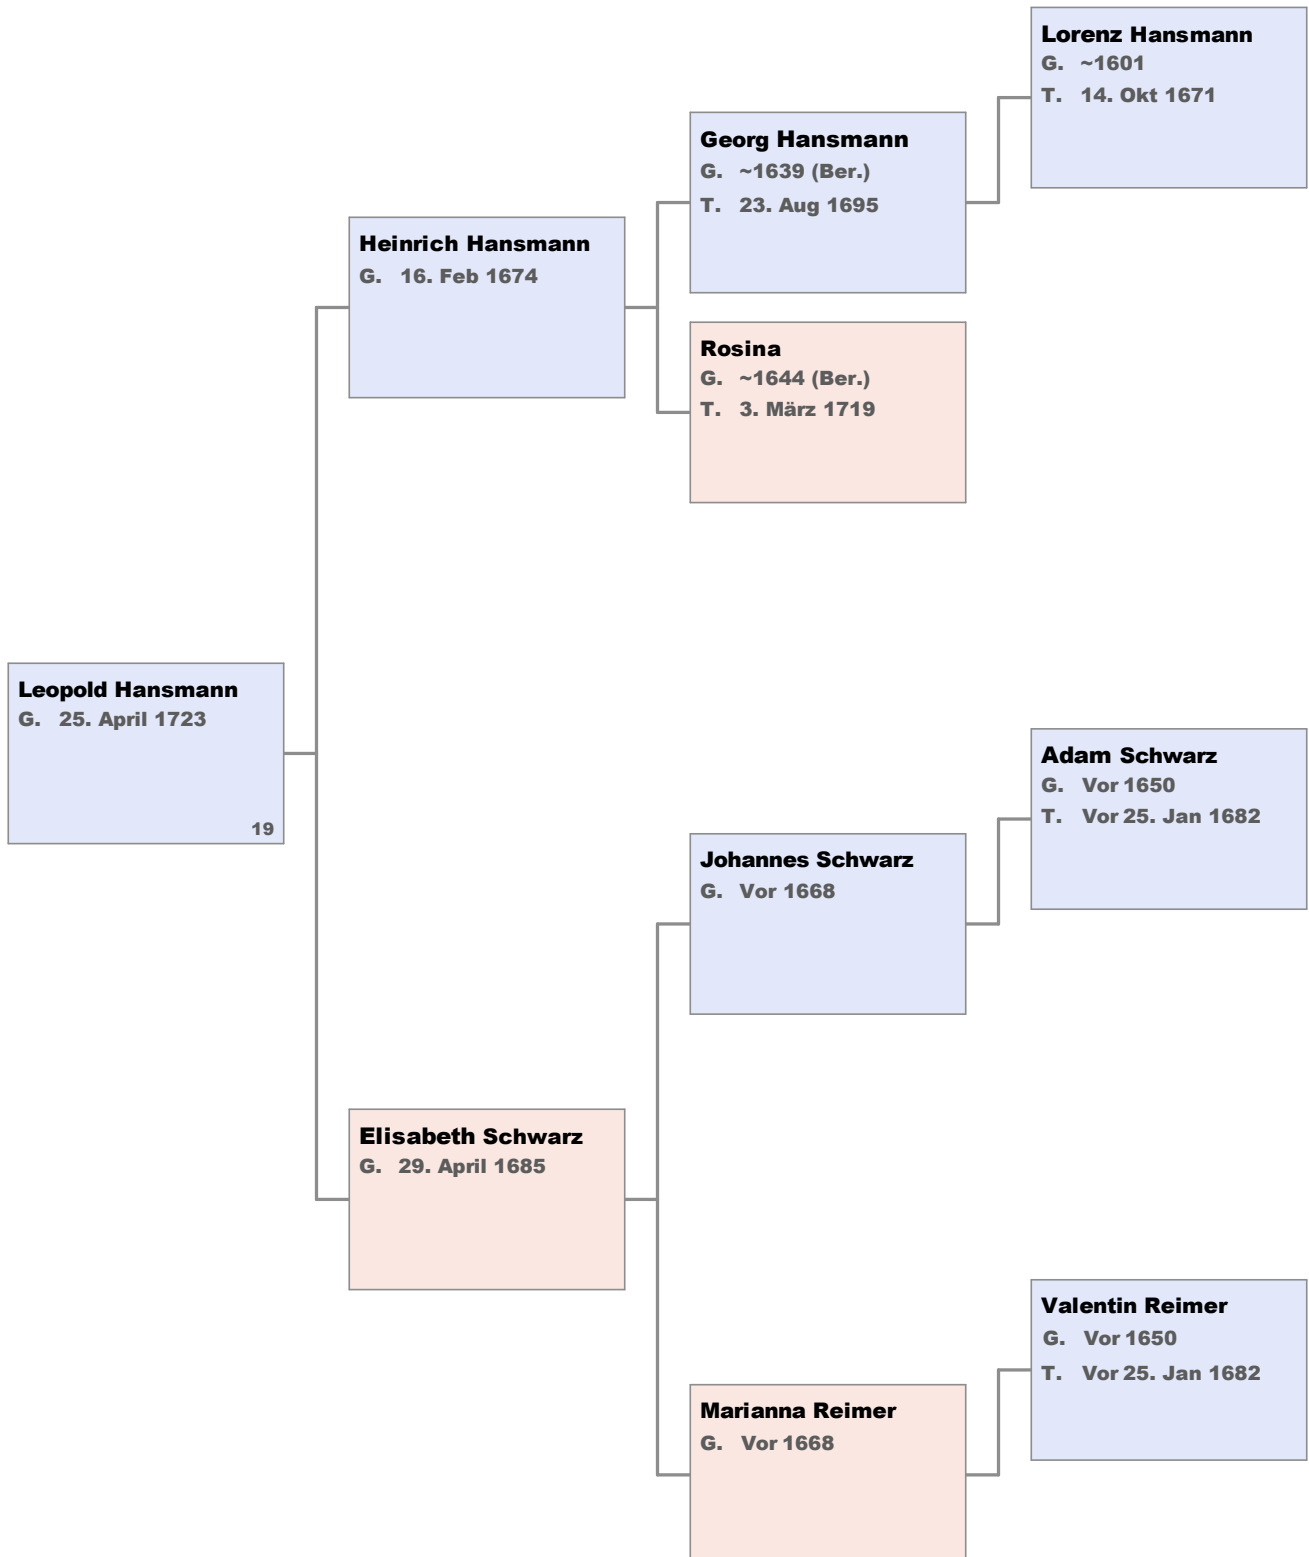 Lorenz Hansmann
G. ~1601
T. 14. Okt 1671
Georg Hansmann
G. ~1639 (Ber.)
T. 23. Aug 1695
Heinrich Hansmann
G. 16. Feb 1674
Rosina
G. ~1644 (Ber.)
T. 3. März 1719
Leopold Hansmann
G. 25. April 1723
19
Adam Schwarz
G. Vor 1650
T. Vor 25. Jan 1682
Johannes Schwarz
G. Vor 1668
Elisabeth Schwarz
G. 29. April 1685
Valentin Reimer
G. Vor 1650
T. Vor 25. Jan 1682
Marianna Reimer
G. Vor 1668